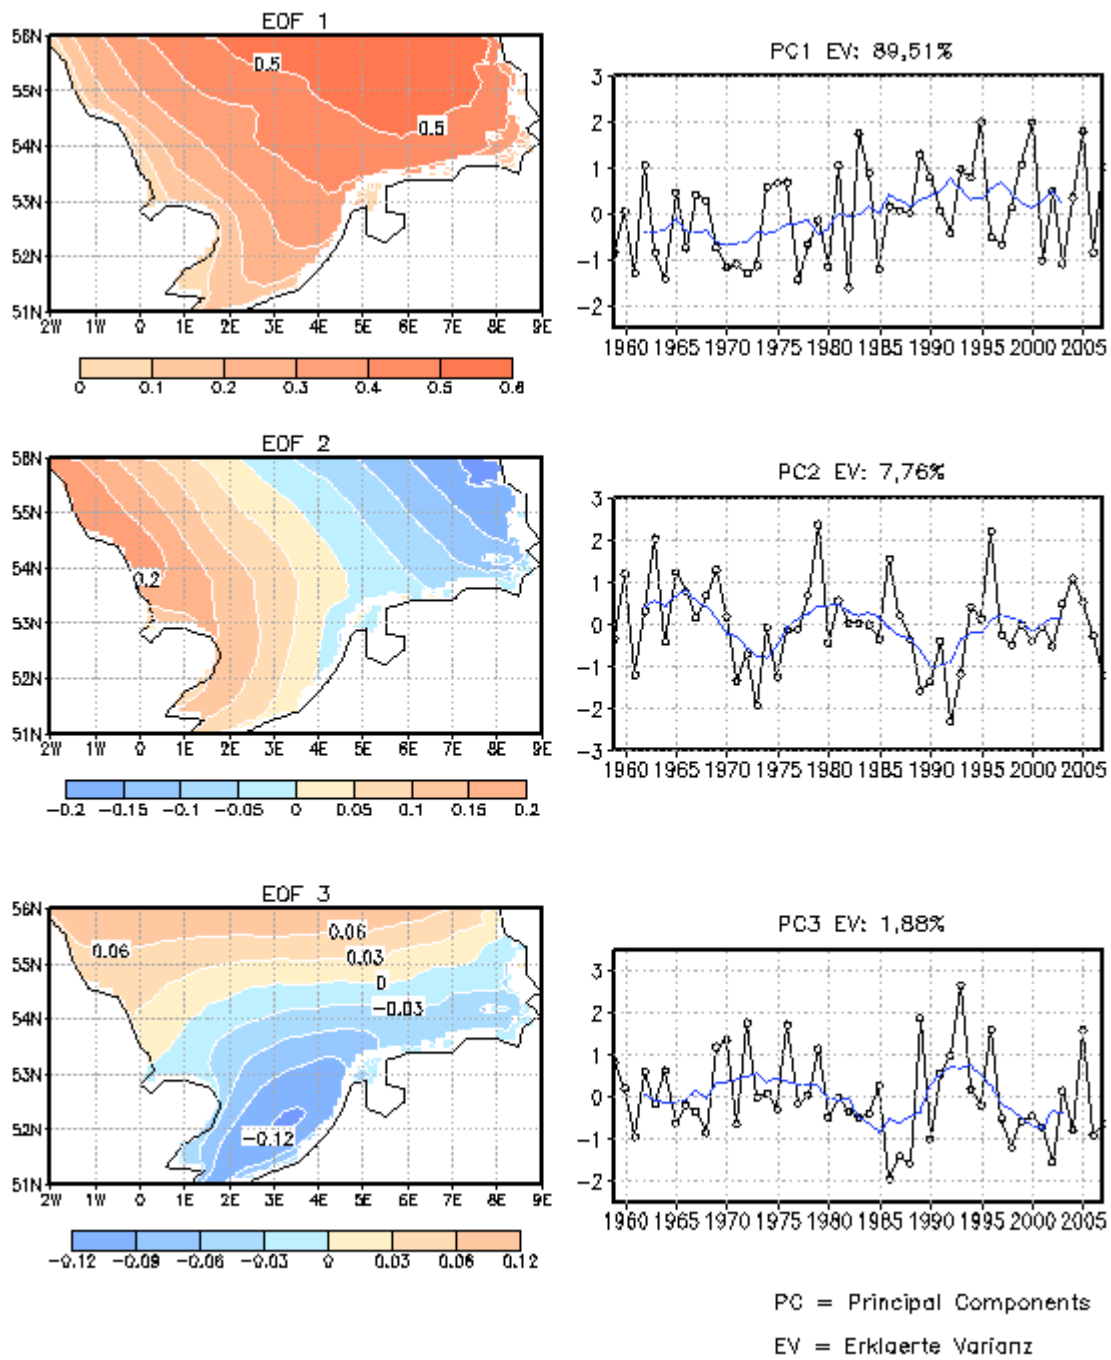 EOF 1
56N
55N
54N
53N
52N
51N
0.5
0.5
2W 1W 0 1E 2E 3E 4E 5E 6E 7E 8E 9E
0 0.1 0.2 0.3 0.4 0.5 0.6
PC1 EV: 89,51%
3
2
1
0
-1
-2
1960 1965 1970 1975 1980 1985 1990 1995 2000 2005
EOF 2
56N
55N
54N
53N
52N
51N
0.2
2W 1W 0 1E 2E 3E 4E 5E 6E 7E 8E 9E
-0.2 -0.15 -0.1 -0.05 0 0.05 0.1 0.15 0.2
PC2 EV: 7,76%
3
2
1
0
-1
-2
-3
1960 1965 1970 1975 1980 1985 1990 1995 2000 2005
EOF 3
56N
55N
54N
53N
52N
51N
0.06
0.06
0.03
0
-0.03
-0.12
2W 1W 0 1E 2E 3E 4E 5E 6E 7E 8E 9E
-0.12 -0.09 -0.06 -0.03 0 0.03 0.06 0.12
PC3 EV: 1,88%
3
2
1
0
-1
-2
1960 1965 1970 1975 1980 1985 1990 1995 2000 2005
PC = Principal Components
EV = Erklaerte Varianz